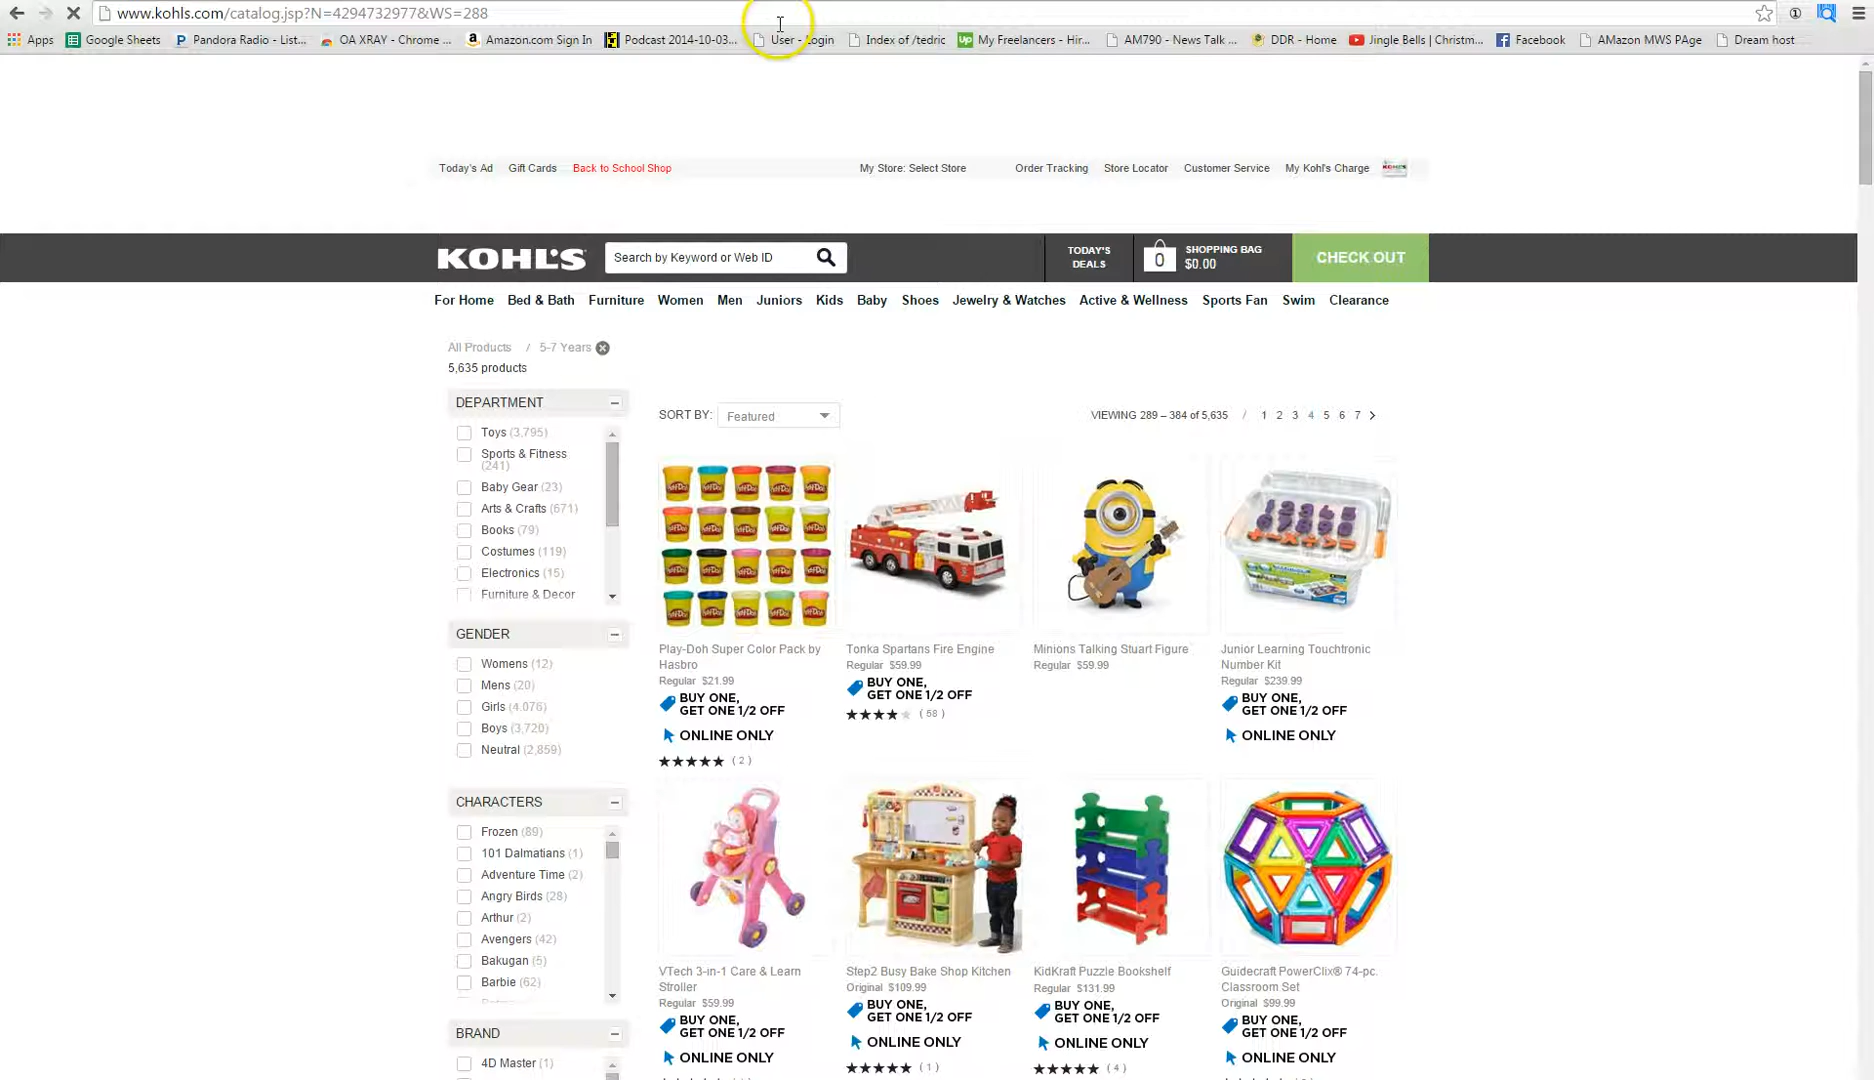 www.kohls.com/catalog.jsp?N=4294732977&WS=288
Apps Google Sheets Pandora Radio - List... OA XRAY - Chrome ... Amazon.com Sign In Podcast 2014-10-03... User - Login Index of /tedric My Freelancers - Hir... AM790 - News Talk ... DDR - Home Jingle Bells | Christm... Facebook AMazon MWS PAge Dream host
Today's Ad Gift Cards Back to School Shop My Store: Select Store Order Tracking Store Locator Customer Service My Kohl's Charge
KOHL'S Search by Keyword or Web ID TODAY'S DEALS 0 SHOPPING BAG $0.00 CHECK OUT
For Home Bed & Bath Furniture Women Men Juniors Kids Baby Shoes Jewelry & Watches Active & Wellness Sports Fan Swim Clearance
All Products / 5-7 Years
5,635 products
DEPARTMENT
Toys (3,795)
Sports & Fitness
(241)
Baby Gear (23)
Arts & Crafts (671)
Books (79)
Costumes (119)
Electronics (15)
Furniture & Decor
GENDER
Womens (12)
Mens (20)
Girls (4,076)
Boys (3,720)
Neutral (2,859)
CHARACTERS
Frozen (89)
101 Dalmatians (1)
Adventure Time (2)
Angry Birds (28)
Arthur (2)
Avengers (42)
Bakugan (5)
Barbie (62)
BRAND
4D Master (1)
SORT BY: Featured VIEWING 289 – 384 of 5,635 / 1 2 3 4 5 6 7
Play-Doh Super Color Pack by
Hasbro
Regular $21.99
BUY ONE,
GET ONE 1/2 OFF
ONLINE ONLY
(2)
Tonka Spartans Fire Engine
Regular $59.99
BUY ONE,
GET ONE 1/2 OFF
(58)
Minions Talking Stuart Figure
Regular $59.99
Junior Learning Touchtronic
Number Kit
Regular $239.99
BUY ONE,
GET ONE 1/2 OFF
ONLINE ONLY
VTech 3-in-1 Care & Learn
Stroller
Regular $59.99
BUY ONE,
GET ONE 1/2 OFF
ONLINE ONLY
Step2 Busy Bake Shop Kitchen
Original $109.99
BUY ONE,
GET ONE 1/2 OFF
ONLINE ONLY
(1)
KidKraft Puzzle Bookshelf
Regular $131.99
BUY ONE,
GET ONE 1/2 OFF
ONLINE ONLY
(4)
Guidecraft PowerClix® 74-pc.
Classroom Set
Original $99.99
BUY ONE,
GET ONE 1/2 OFF
ONLINE ONLY